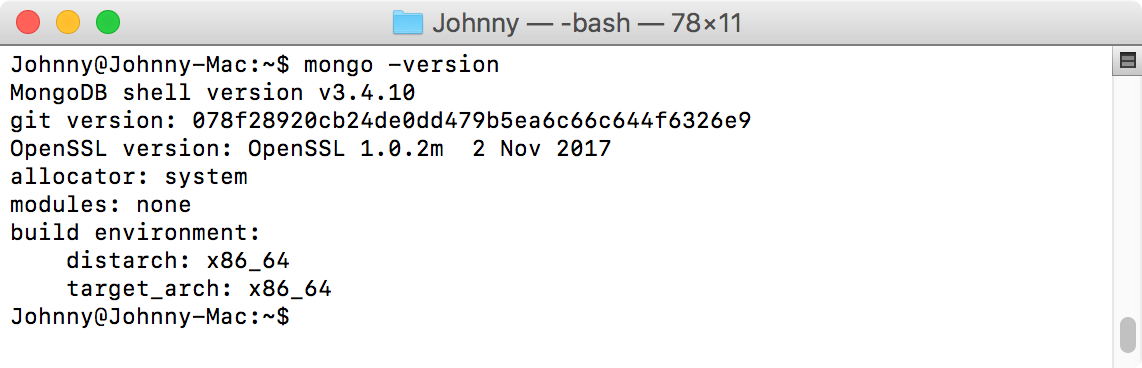 Johnny — -bash — 78×11
Johnny@Johnny-Mac:~$ mongo -version
MongoDB shell version v3.4.10
git version: 078f28920cb24de0dd479b5ea6c66c644f6326e9
OpenSSL version: OpenSSL 1.0.2m  2 Nov 2017
allocator: system
modules: none
build environment:
    distarch: x86_64
    target_arch: x86_64
Johnny@Johnny-Mac:~$